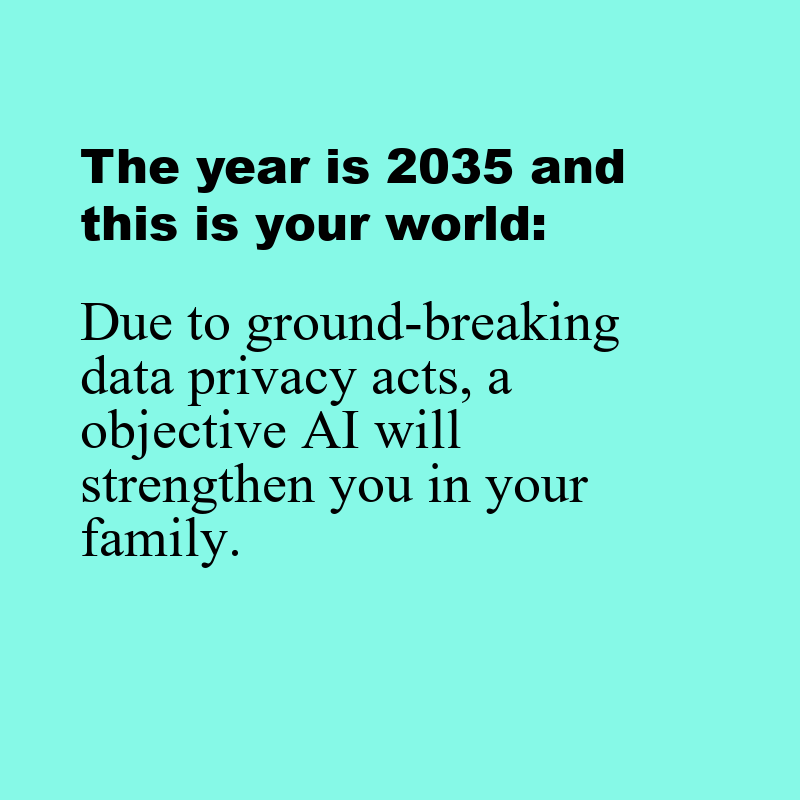 The year is 2035 and
this is your world:
Due to ground-breaking
data privacy acts, a
objective AI will
strengthen you in your
family.